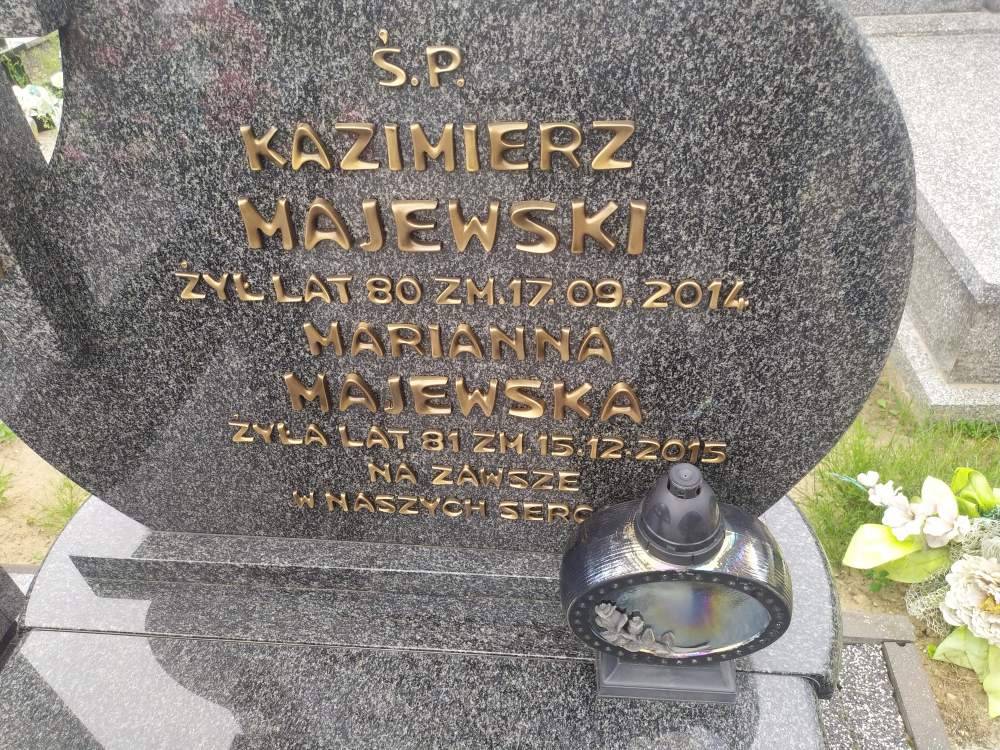 Ś.P.
KAZIMIERZ
MAJEWSKI
ŻYŁ LAT 80 ZM.17.09.2014
MARIANNA
MAJEWSKA
ŻYŁA LAT 81 ZM 15.12.2015
NA ZAWSZE
W NASZYCH